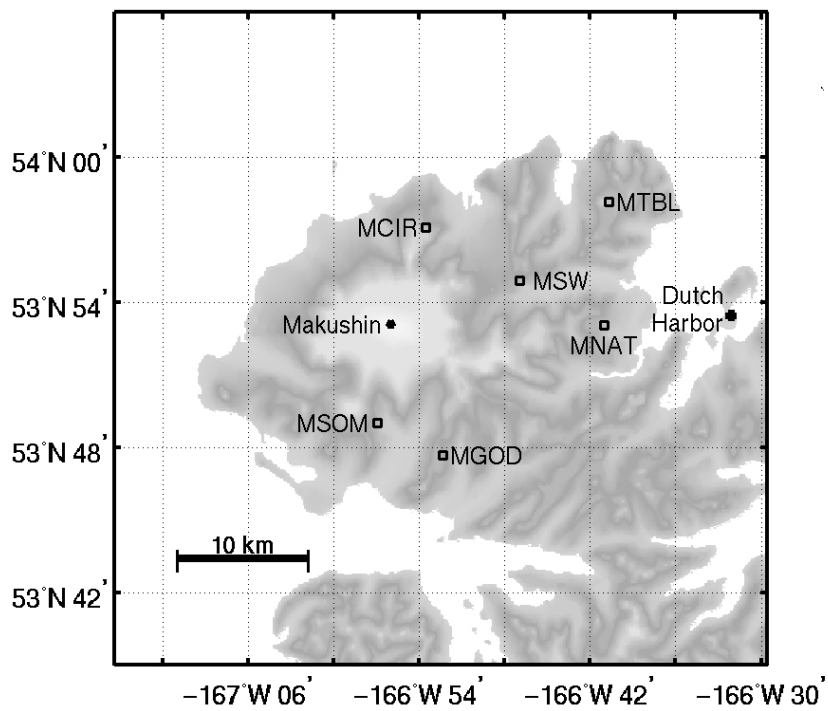 54°N 00'
MTBL
MCIR
MSW
53°N 54'
Dutch
Harbor
Makushin
MNAT
MSOM
53°N 48'
MGOD
10 km
53°N 42'
−167°W 06'
−166°W 54'
−166°W 42'
−166°W 30'